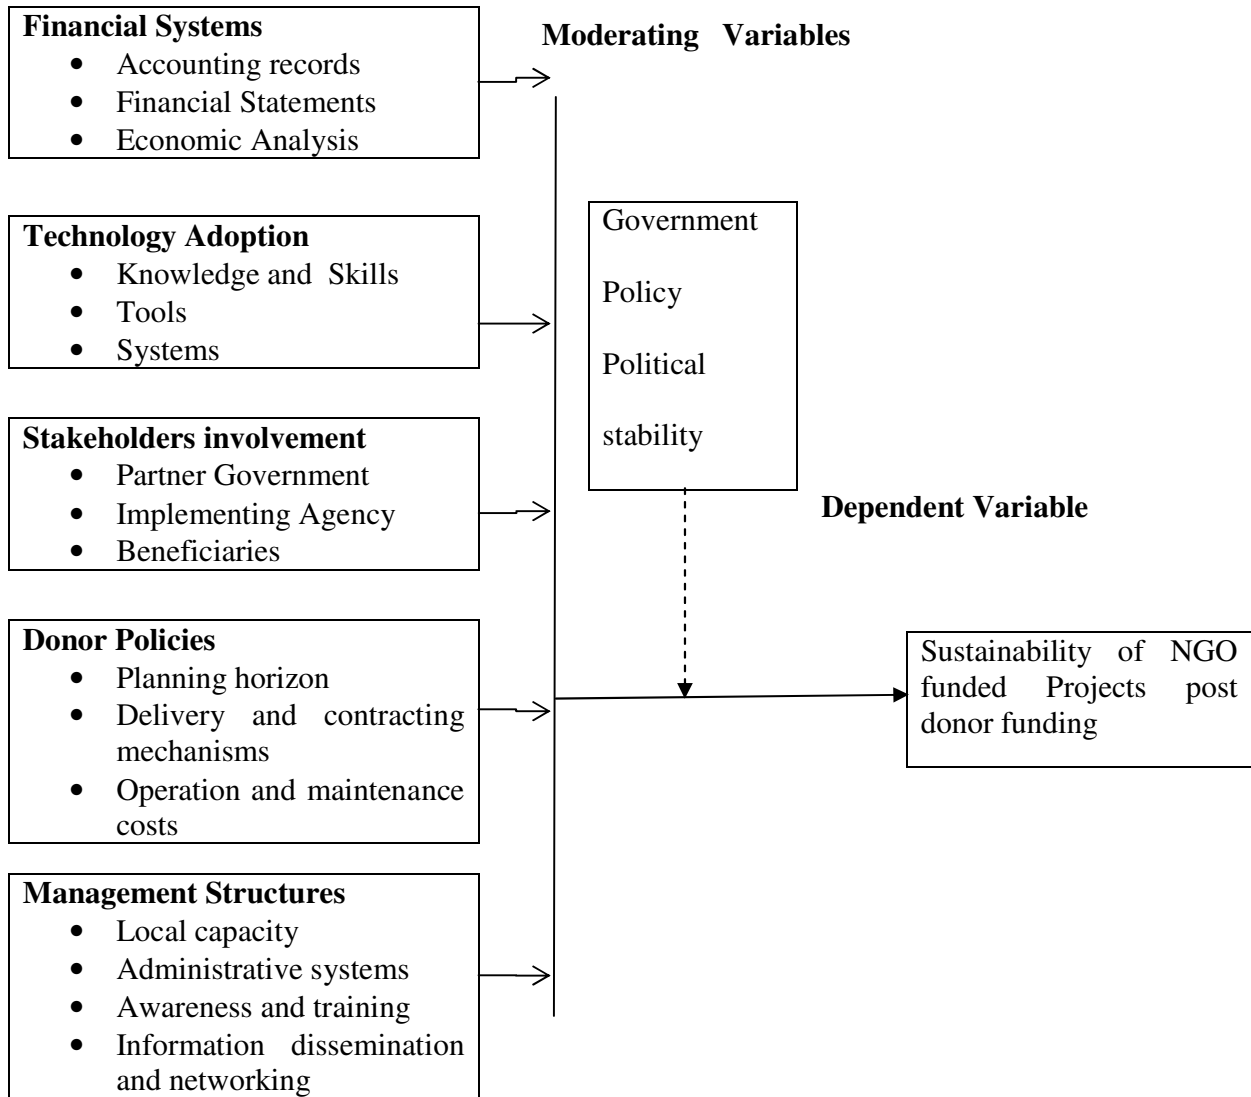 Financial Systems
• Accounting records
• Financial Statements
• Economic Analysis
Technology Adoption
• Knowledge and Skills
• Tools
• Systems
Stakeholders involvement
• Partner Government
• Implementing Agency
• Beneficiaries
Donor Policies
• Planning horizon
• Delivery and contracting
mechanisms
• Operation and maintenance
costs
Management Structures
• Local capacity
• Administrative systems
• Awareness and training
• Information dissemination
and networking
Moderating Variables
Government
Policy
Political
stability
Dependent Variable
Sustainability of NGO
funded Projects post
donor funding